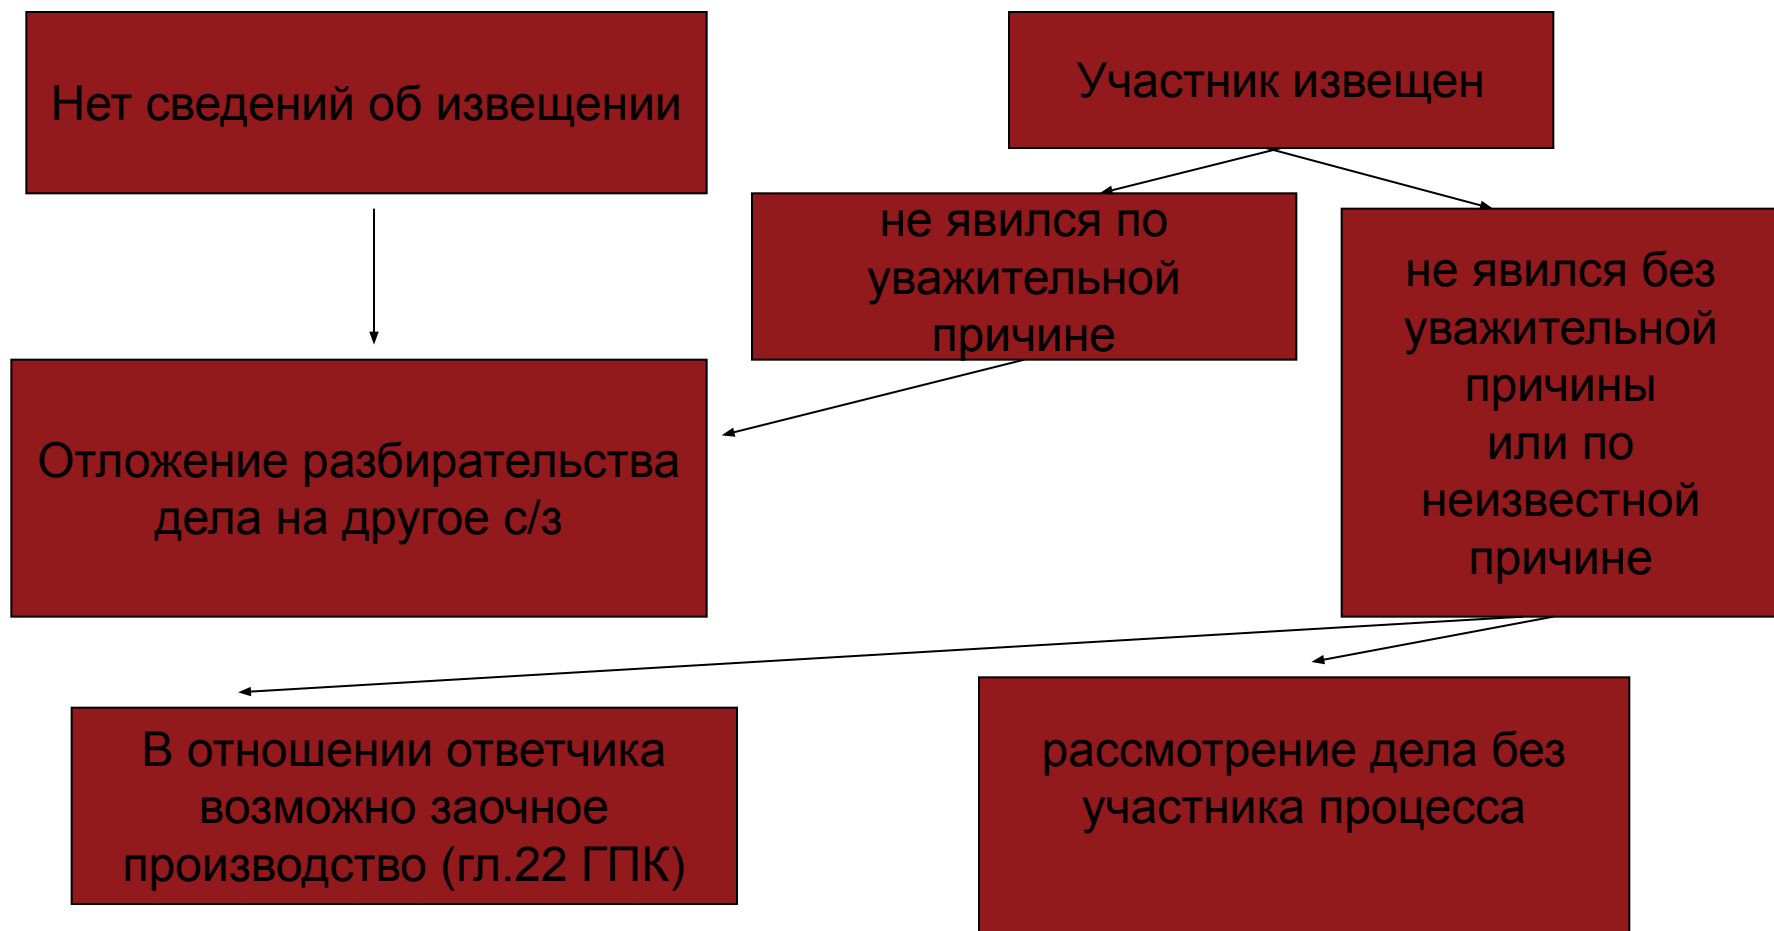 Нет сведений об извещении
Участник извещен
не явился по
уважительной
причине
не явился без
уважительной
причины
или по
неизвестной
причине
Отложение разбирательства
дела на другое с/з
В отношении ответчика
возможно заочное
производство (гл.22 ГПК)
рассмотрение дела без
участника процесса